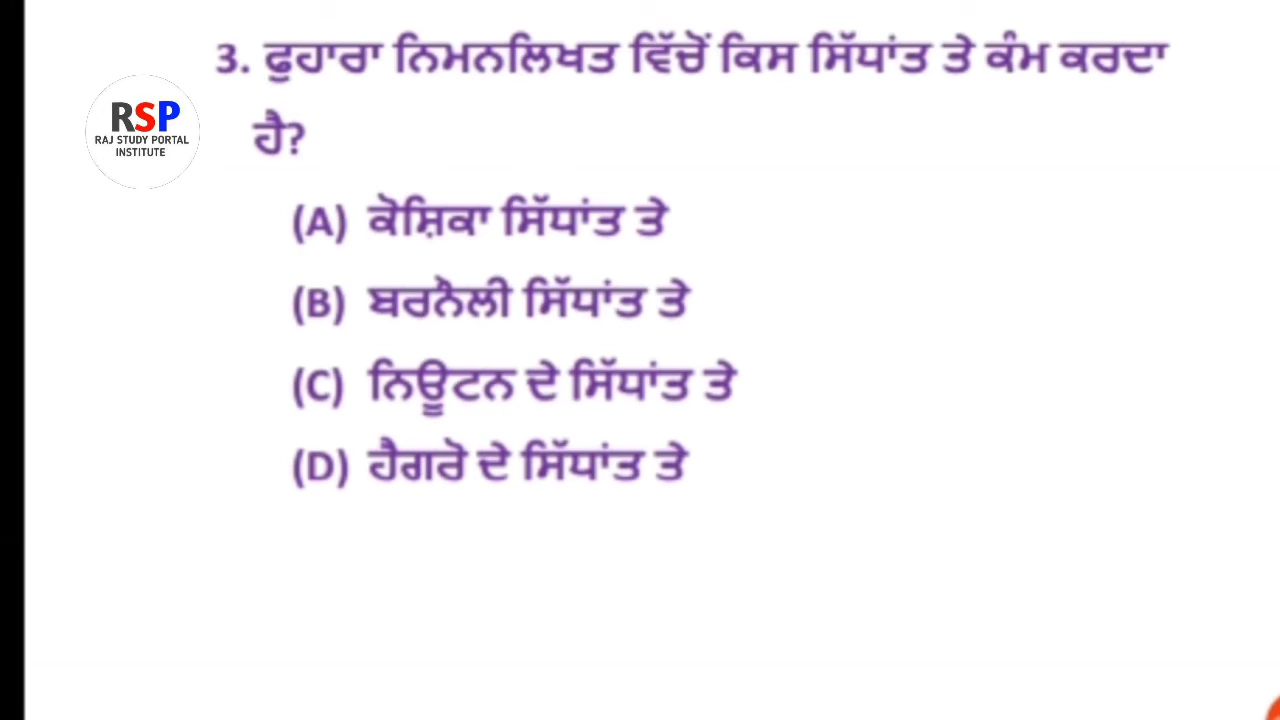 3. ਫੁਹਾਰਾ ਨਿਮਨਲਿਖਤ ਵਿੱਚੋਂ ਕਿਸ ਸਿੱਧਾਂਤ ਤੇ ਕੰਮ ਕਰਦਾ
RSP
RAJ STUDY PORTAL
INSTITUTE
ਹੈ?
(A) ਕੋਸ਼ਿਕਾ ਸਿੱਧਾਂਤ ਤੇ
(B) ਬਰਨੌਲੀ ਸਿੱਧਾਂਤ ਤੇ
(C) ਨਿਊਟਨ ਦੇ ਸਿੱਧਾਂਤ ਤੇ
(D) ਹੈਗਰੋ ਦੇ ਸਿੱਧਾਂਤ ਤੇ